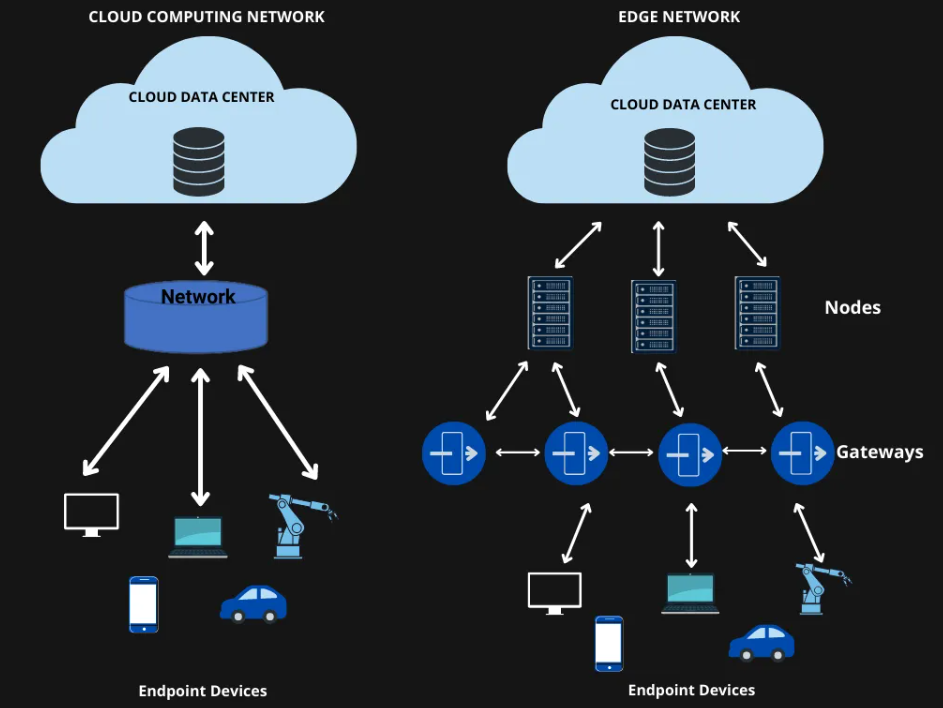 CLOUD COMPUTING NETWORK
CLOUD DATA CENTER
Network
Endpoint Devices
EDGE NETWORK
CLOUD DATA CENTER
Nodes
Gateways
Endpoint Devices